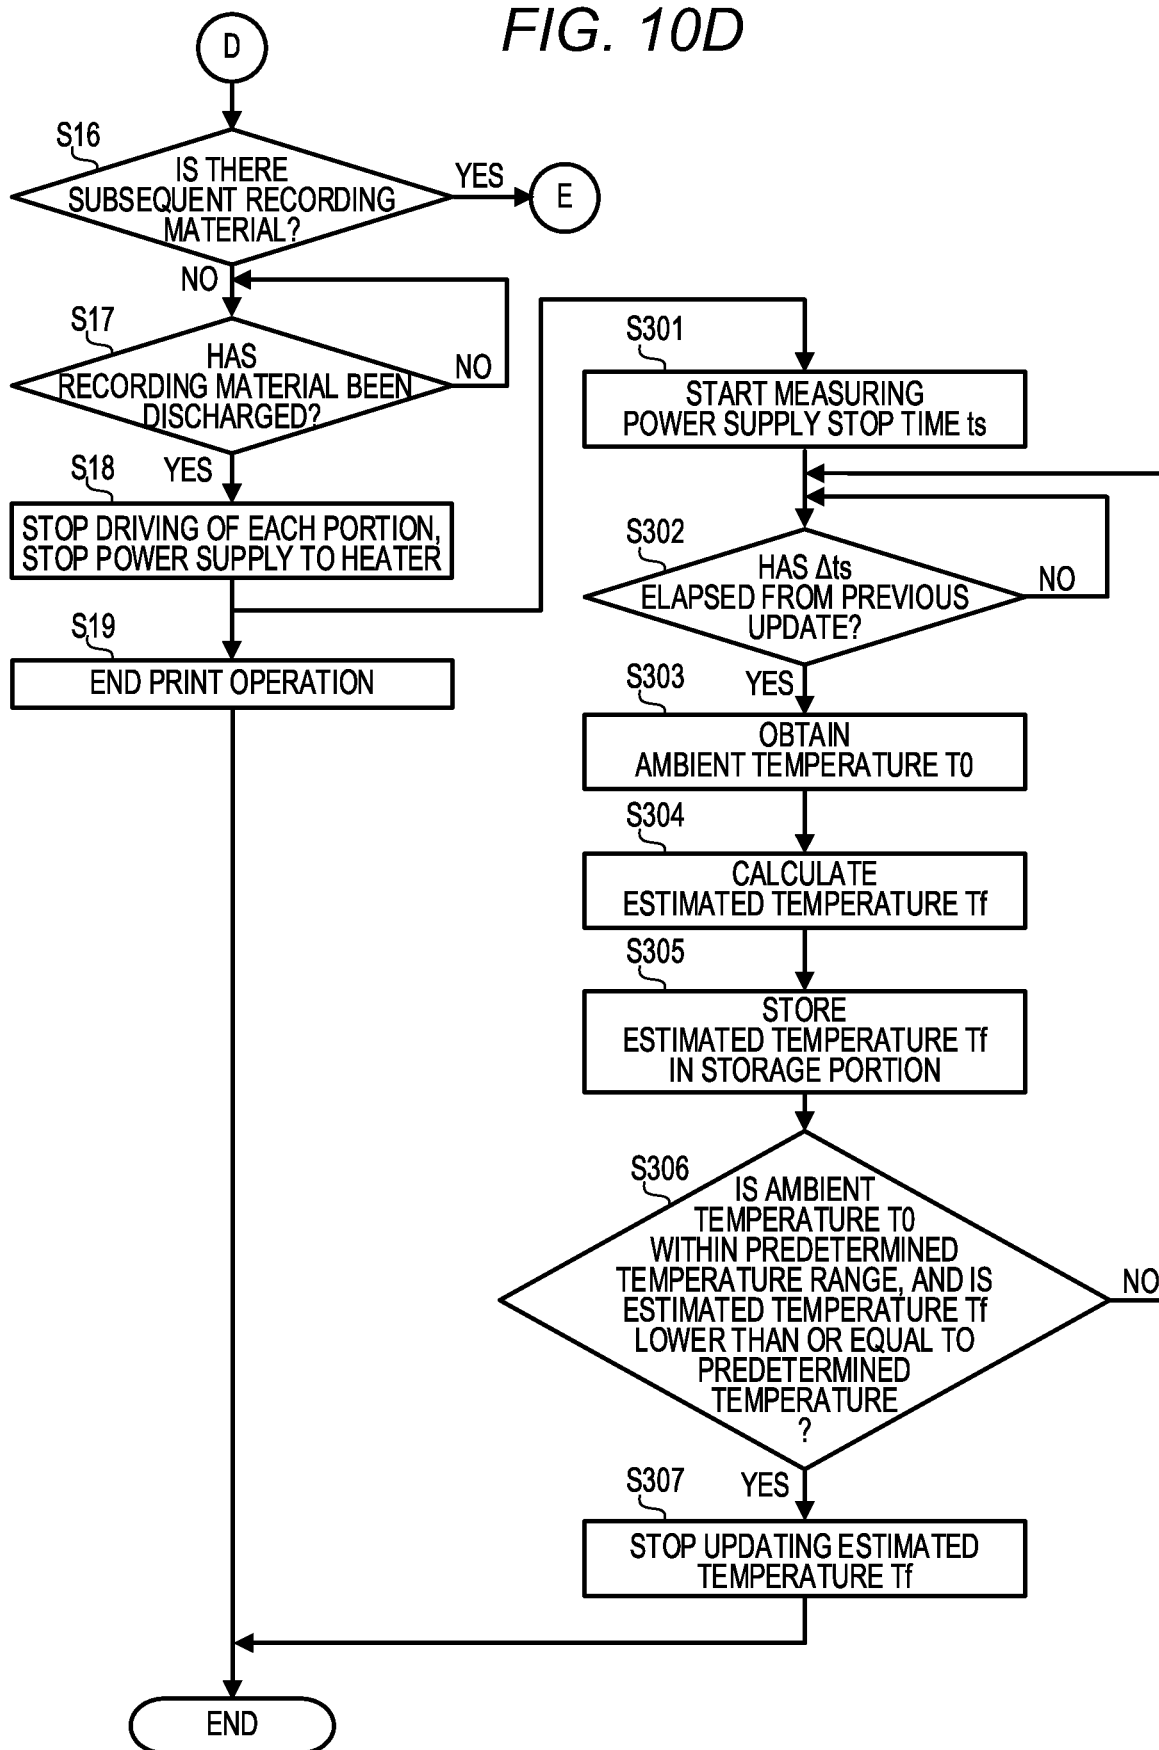 FIG. 10D
D
S16
IS THERE
SUBSEQUENT RECORDING
MATERIAL?
YES
E
NO
S17
HAS
RECORDING MATERIAL BEEN
DISCHARGED?
NO
YES
S18
STOP DRIVING OF EACH PORTION,
STOP POWER SUPPLY TO HEATER
S19
END PRINT OPERATION
S301
START MEASURING
POWER SUPPLY STOP TIME ts
S302
HAS Δts
ELAPSED FROM PREVIOUS
UPDATE?
NO
YES
S303
OBTAIN
AMBIENT TEMPERATURE T0
S304
CALCULATE
ESTIMATED TEMPERATURE Tf
S305
STORE
ESTIMATED TEMPERATURE Tf
IN STORAGE PORTION
S306
IS AMBIENT
TEMPERATURE T0
WITHIN PREDETERMINED
TEMPERATURE RANGE, AND IS
ESTIMATED TEMPERATURE Tf
LOWER THAN OR EQUAL TO
PREDETERMINED
TEMPERATURE
?
NO
YES
S307
STOP UPDATING ESTIMATED
TEMPERATURE Tf
END